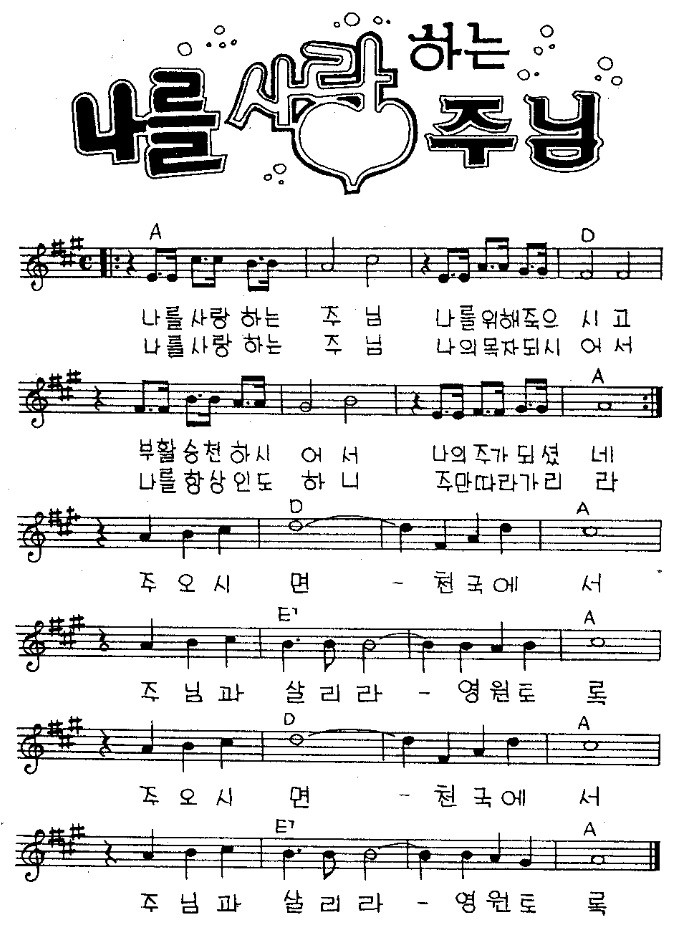 나를 사랑 하는 주님
A
D
나를사랑 하는 주 님 나를위해죽으 시 고
나를사랑 하는 주 님 나의목자되시 어 서
A
부활승천하시 어 서 나의주가되셨 네
나를항상인도 하 니 주만따라가리 라
D A
주 오 시 면 - 천 국 에 서
E7 A
주 님 과 살 리 라 - 영 원 토 록
D A
주 오 시 면 - 천 국 에 서
E7 A
주 님 과 살 리 라 - 영 원 토 록